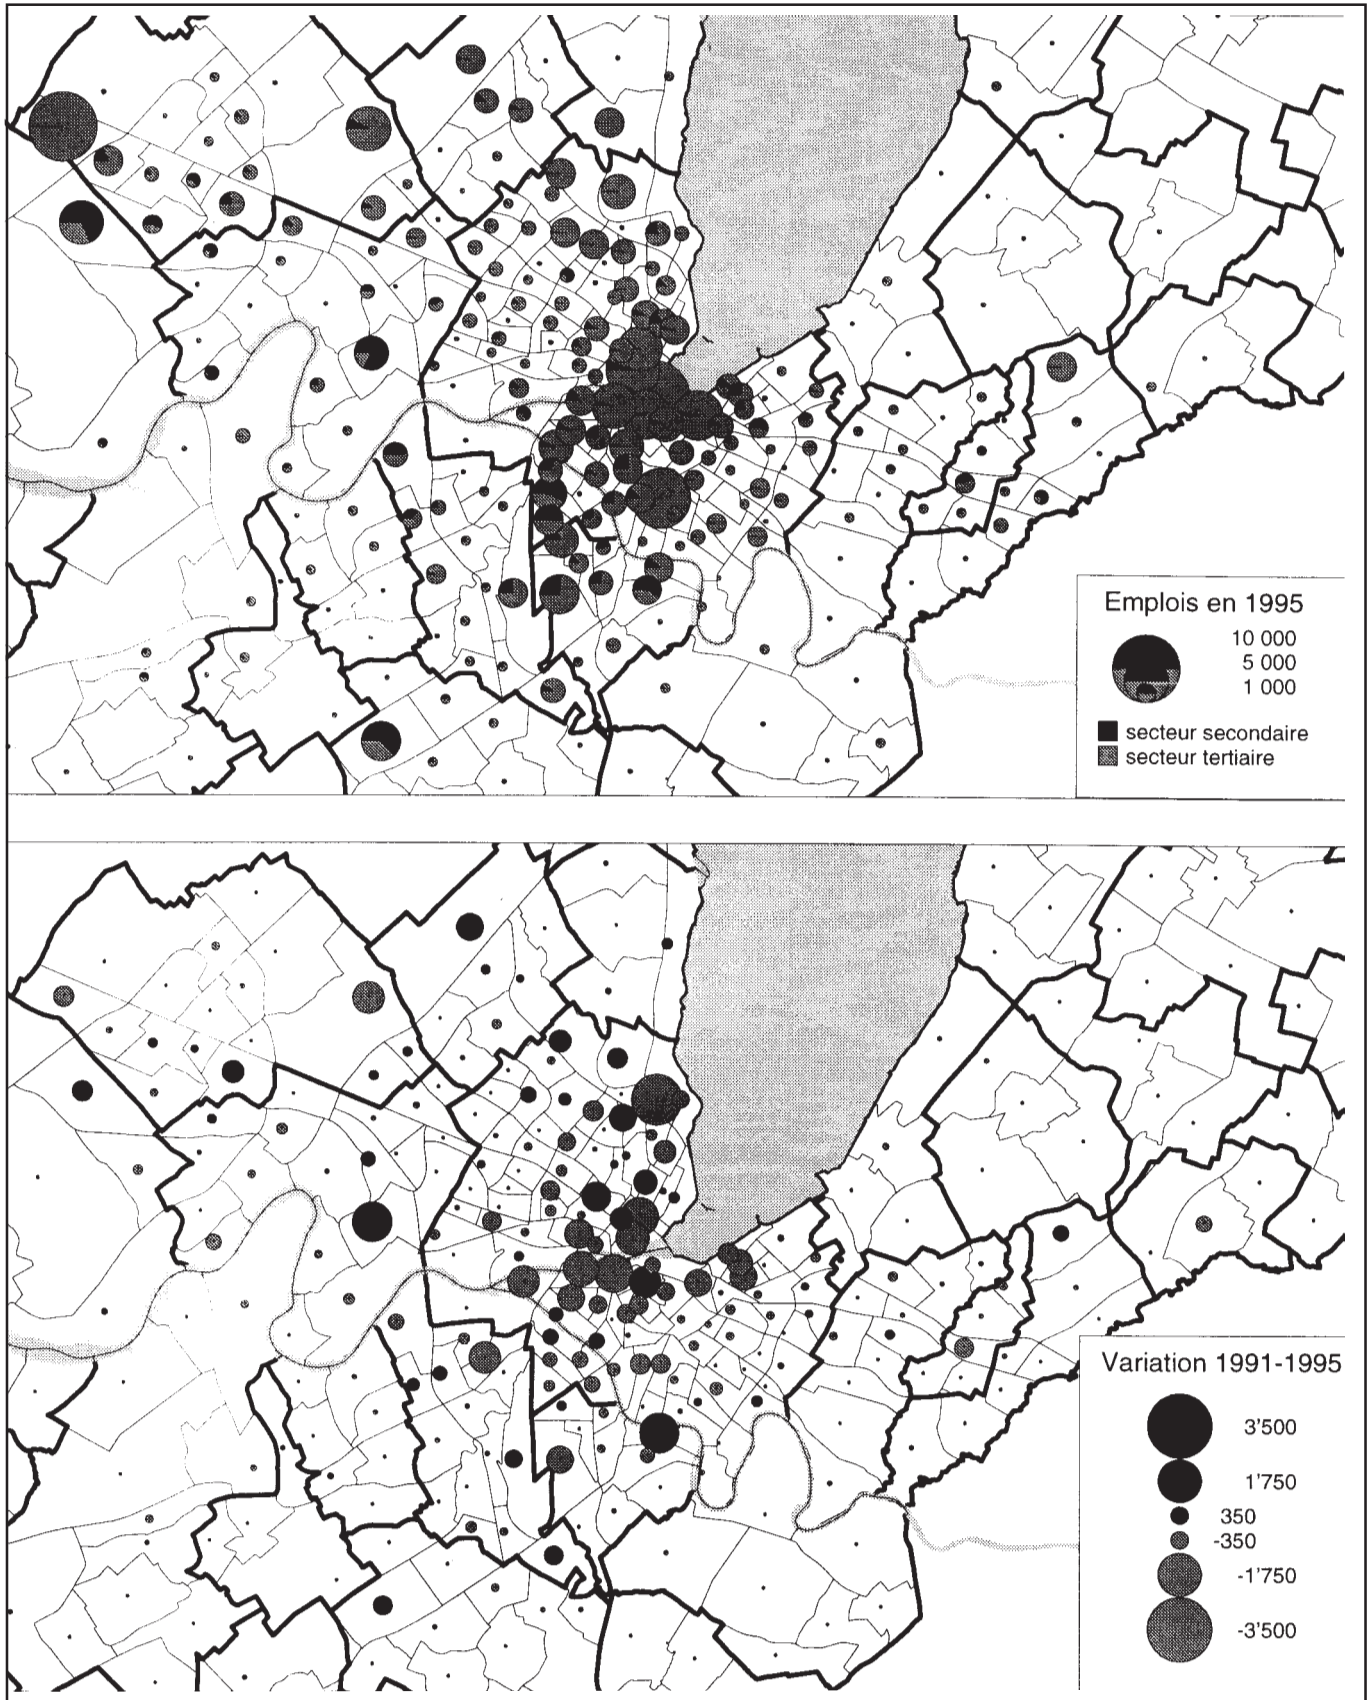 Emplois en 1995
10 000
5 000
1 000
secteur secondaire
secteur tertiaire
Variation 1991-1995
3'500
1'750
350
-350
-1'750
-3'500